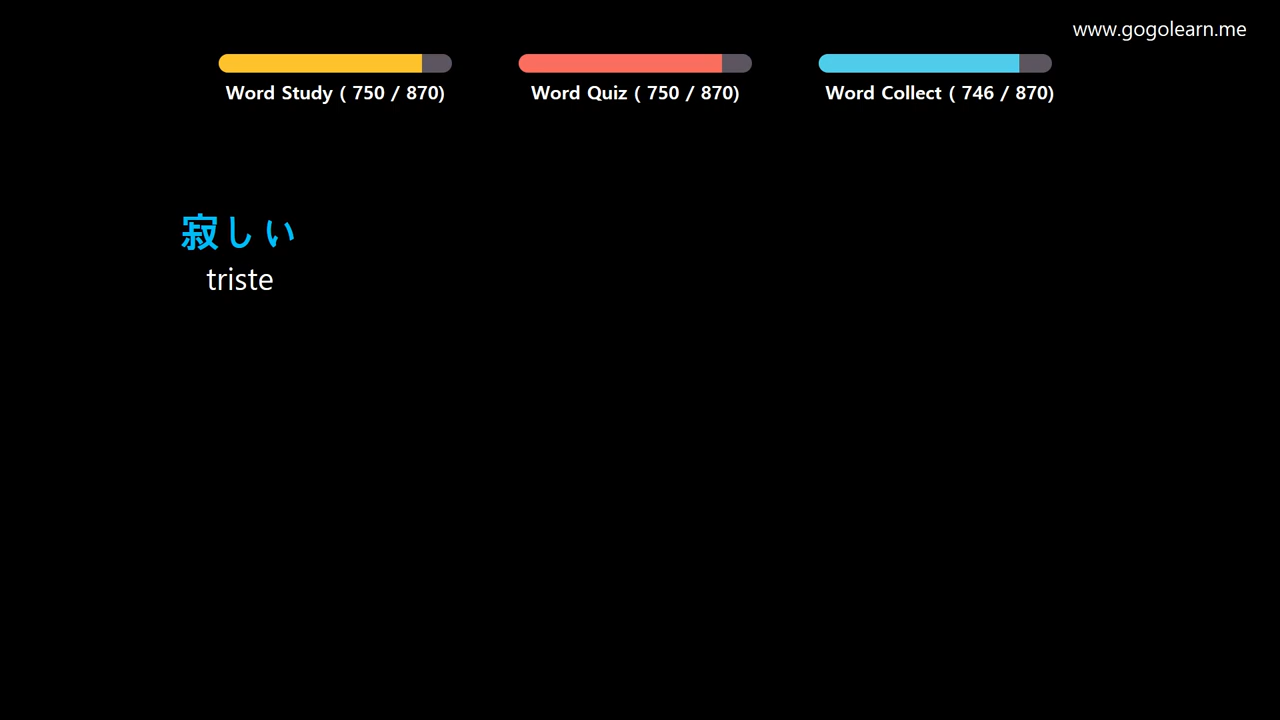 www.gogolearn.me
Word Study ( 750 / 870)
Word Quiz ( 750 / 870)
Word Collect ( 746 / 870)
寂しい
triste